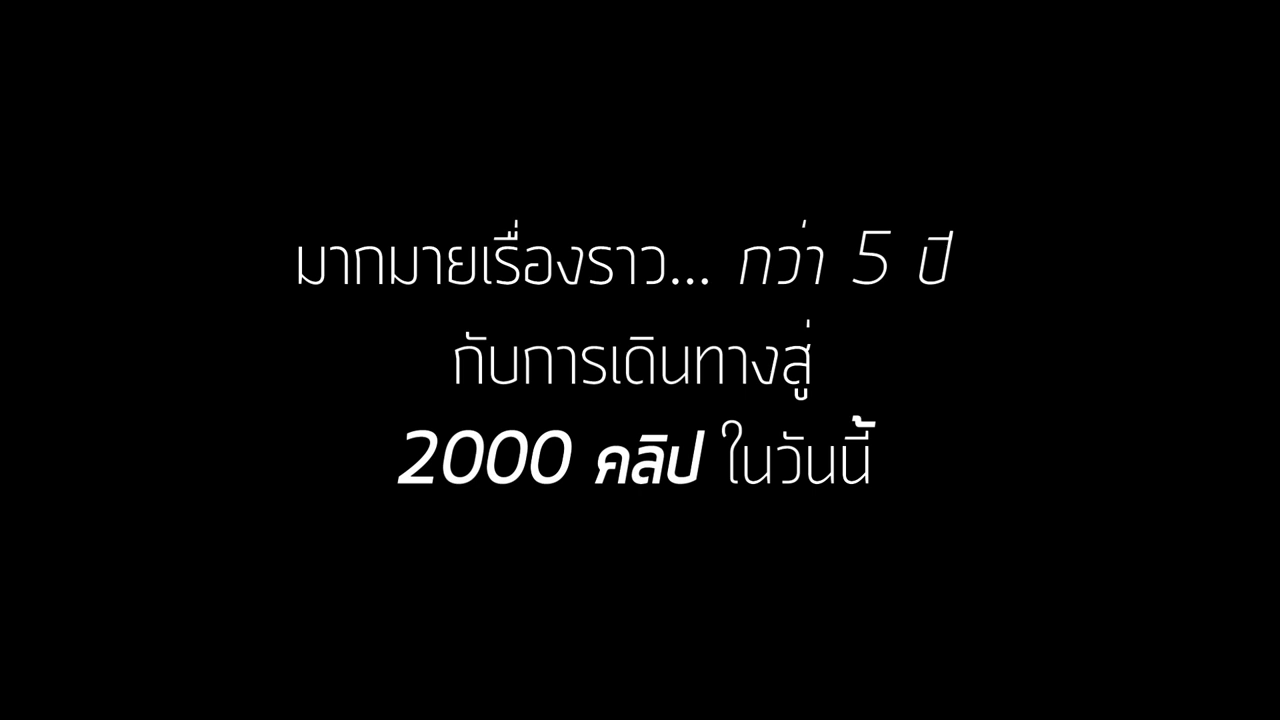 มากมายเรื่องราว... กว่า 5 ปี
กับการเดินทางสู่
2000 คลิป ในวันนี้